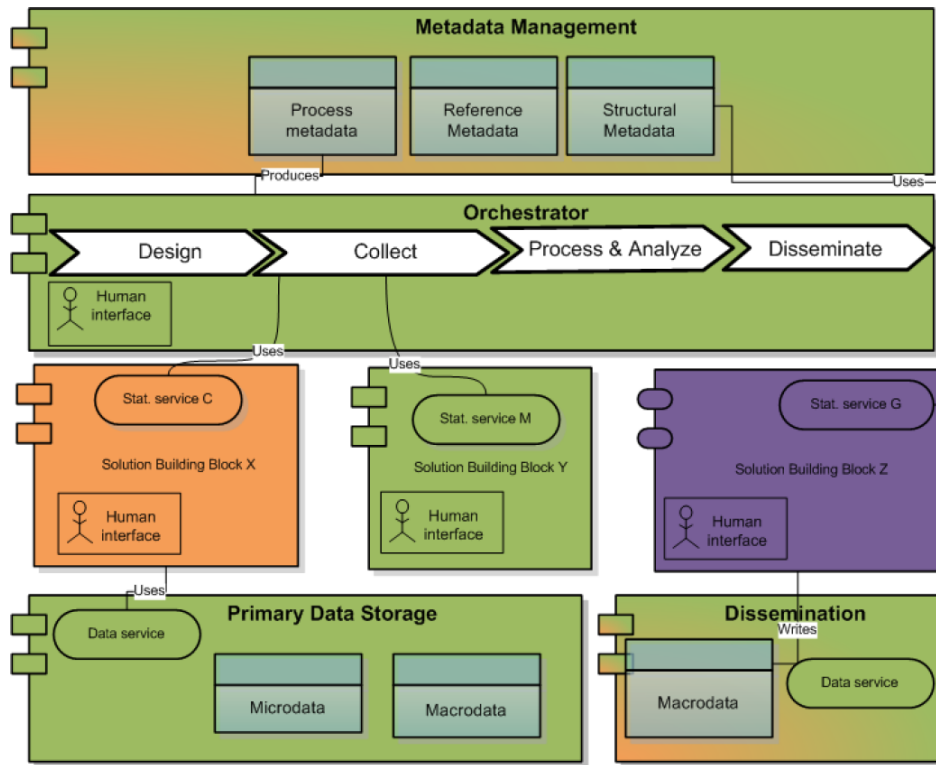 Metadata Management
Process
metadata
Reference
Metadata
Structural
Metadata
Produces
Uses
Orchestrator
Design
Collect
Process & Analyze
Disseminate
Human
interface
Uses
Uses
Stat. service C
Stat. service M
Stat. service G
Solution Building Block X
Solution Building Block Y
Solution Building Block Z
Human
interface
Human
interface
Human
interface
Uses
Primary Data Storage
Data service
Microdata
Macrodata
Dissemination
Writes
Macrodata
Data service